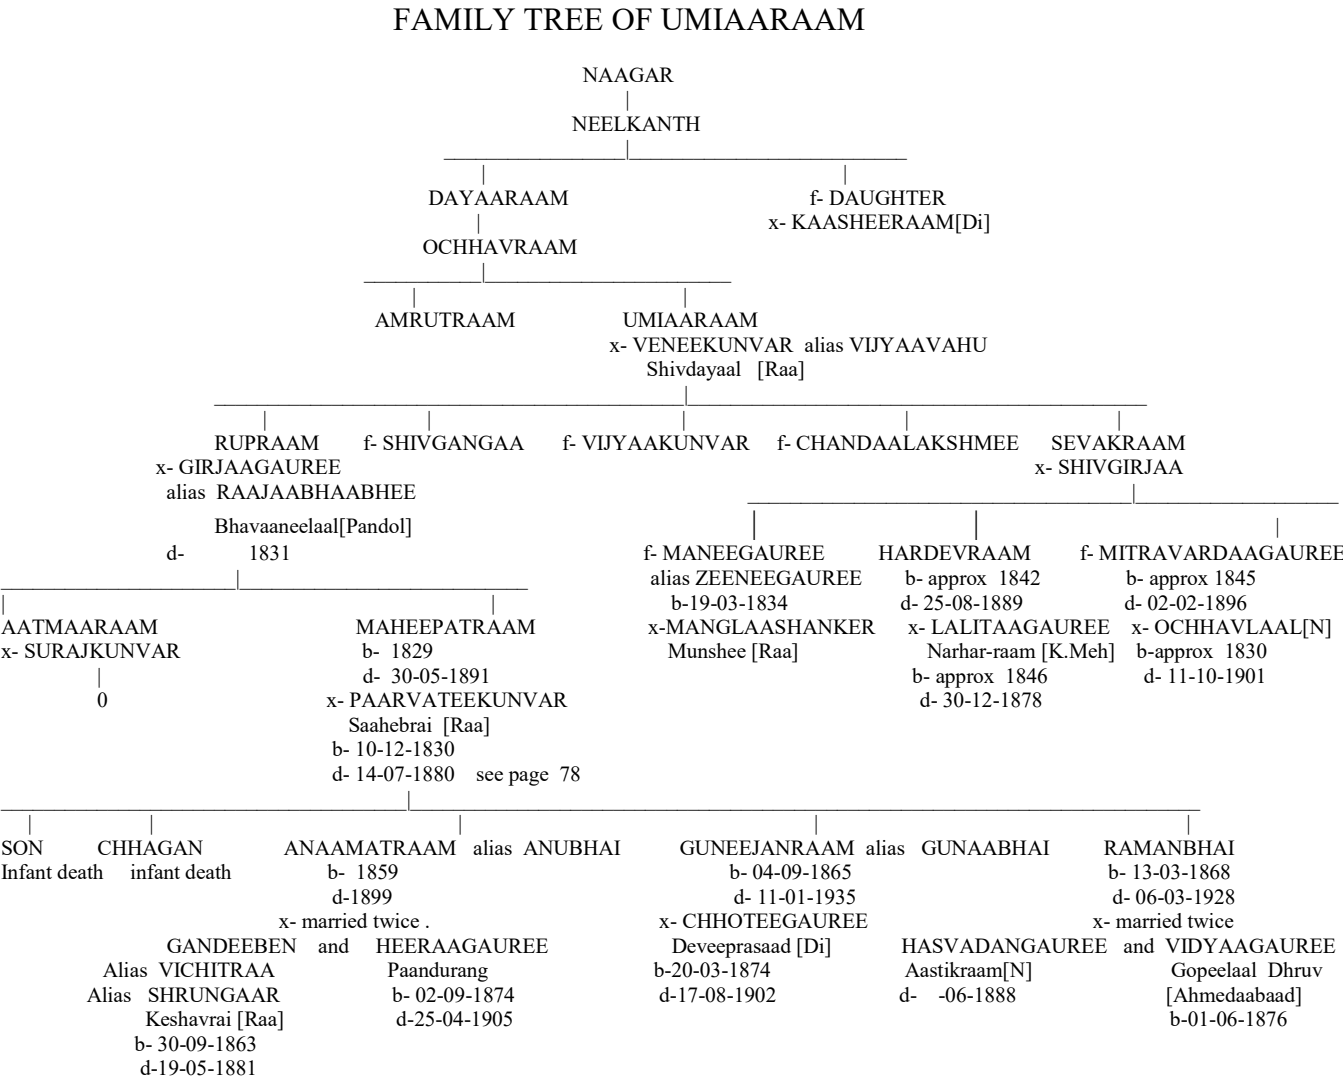 FAMILY TREE OF UMIAARAAM
NAAGAR
NEELKANTH
DAYAARAAM f- DAUGHTER
x- KAASHEERAAM[Di]
OCHHAVRAAM
AMRUTRAAM UMIAARAAM
x- VENEEKUNVAR alias VIJYAAVAHU
Shivdayaal [Raa]
RUPRAAM f- SHIVGANGAA f- VIJYAAKUNVAR f- CHANDAALAKSHMEE SEVAKRAAM
x- GIRJAAGAUREE x- SHIVGIRJAA
alias RAAJAABHAABHEE
Bhavaaneelaal[Pandol]
d- 1831 f- MANEEGAUREE HARDEVRAAM f- MITRAVARDAAGAUREE
alias ZEENEEGAUREE b- approx 1842 b- approx 1845
b-19-03-1834 d- 25-08-1889 d- 02-02-1896
AATMAARAAM MAHEEPATRAAM x-MANGLAASHANKER x- LALITAAGAUREE x- OCHHAVLAAL[N]
x- SURAJKUNVAR b- 1829 Munshee [Raa] Narhar-raam [K.Meh] b-approx 1830
d- 30-05-1891 b- approx 1846 d- 11-10-1901
0 x- PAARVATEEKUNVAR d- 30-12-1878
Saahebrai [Raa]
b- 10-12-1830
d- 14-07-1880 see page 78
SON CHHAGAN ANAAMATRAAM alias ANUBHAI GUNEEJANRAAM alias GUNAABHAI RAMANBHAI
Infant death infant death b- 1859 b- 04-09-1865 b- 13-03-1868
d-1899 d- 11-01-1935 d- 06-03-1928
x- married twice . x- CHHOTEEGAUREE x- married twice
GANDEEBEN and HEERAAGAUREE Deveeprasaad [Di] HASVADANGAUREE and VIDYAAGAUREE
Alias VICHITRAA Paandurang b-20-03-1874 Aastikraam[N] Gopeelaal Dhruv
Alias SHRUNGAAR b- 02-09-1874 d-17-08-1902 d- -06-1888 [Ahmedaabaad]
Keshavrai [Raa] d-25-04-1905 b-01-06-1876
b- 30-09-1863
d-19-05-1881